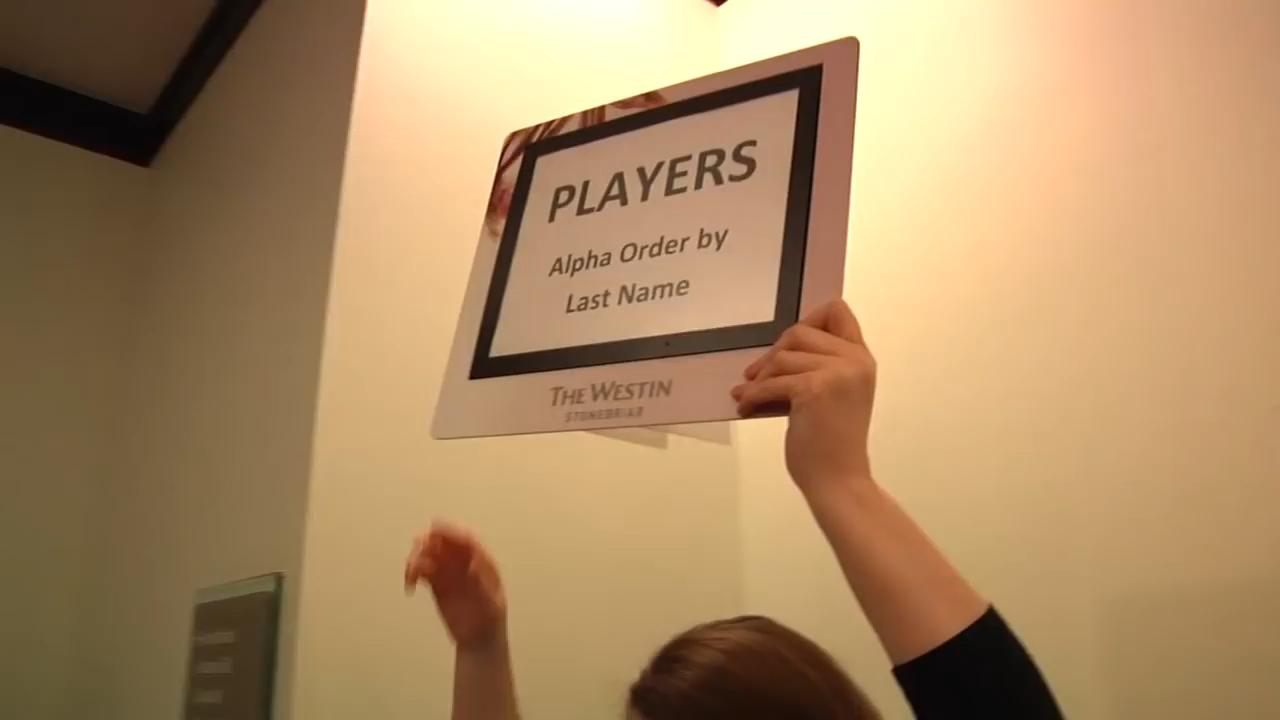 PLAYERS
Alpha Order by
Last Name
THE WESTIN
STONEBRIAR